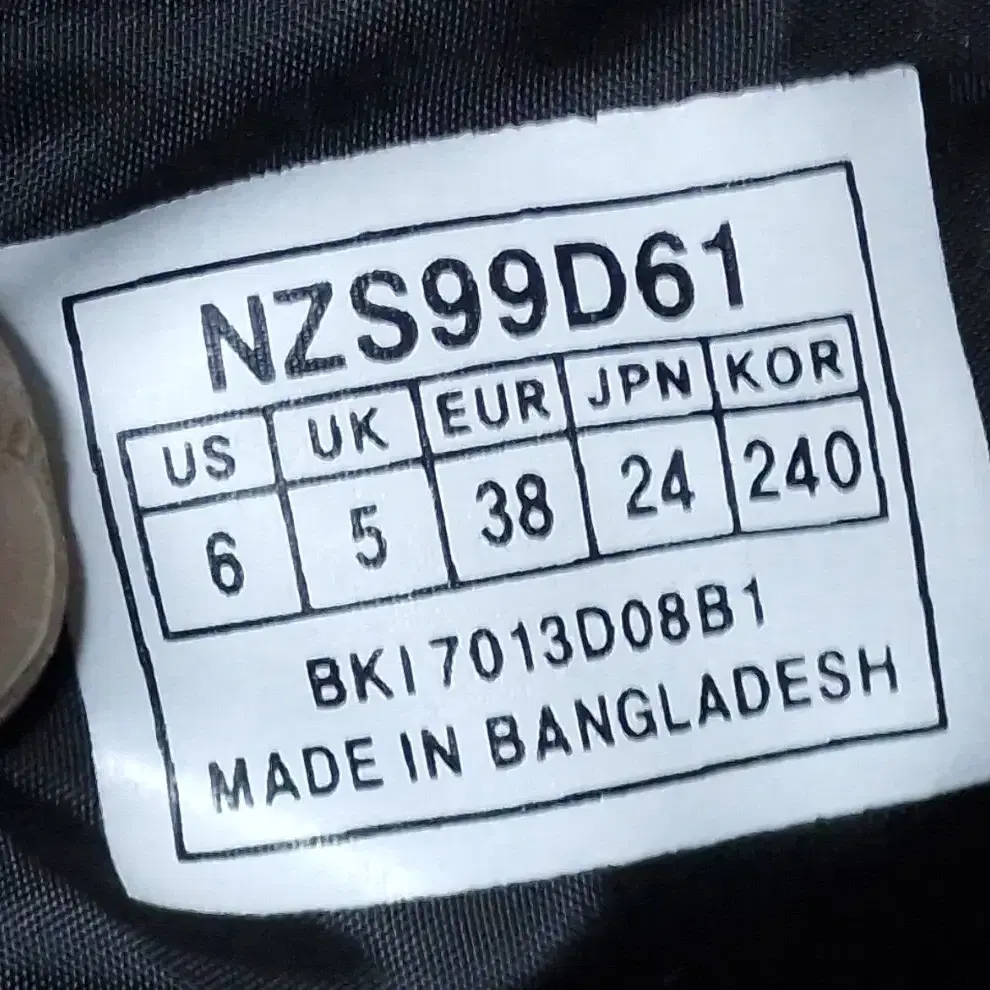 NZS99D61
US UK EUR JPN KOR
6 5 38 24 240
BKI7013D08B1
MADE IN BANGLADESH